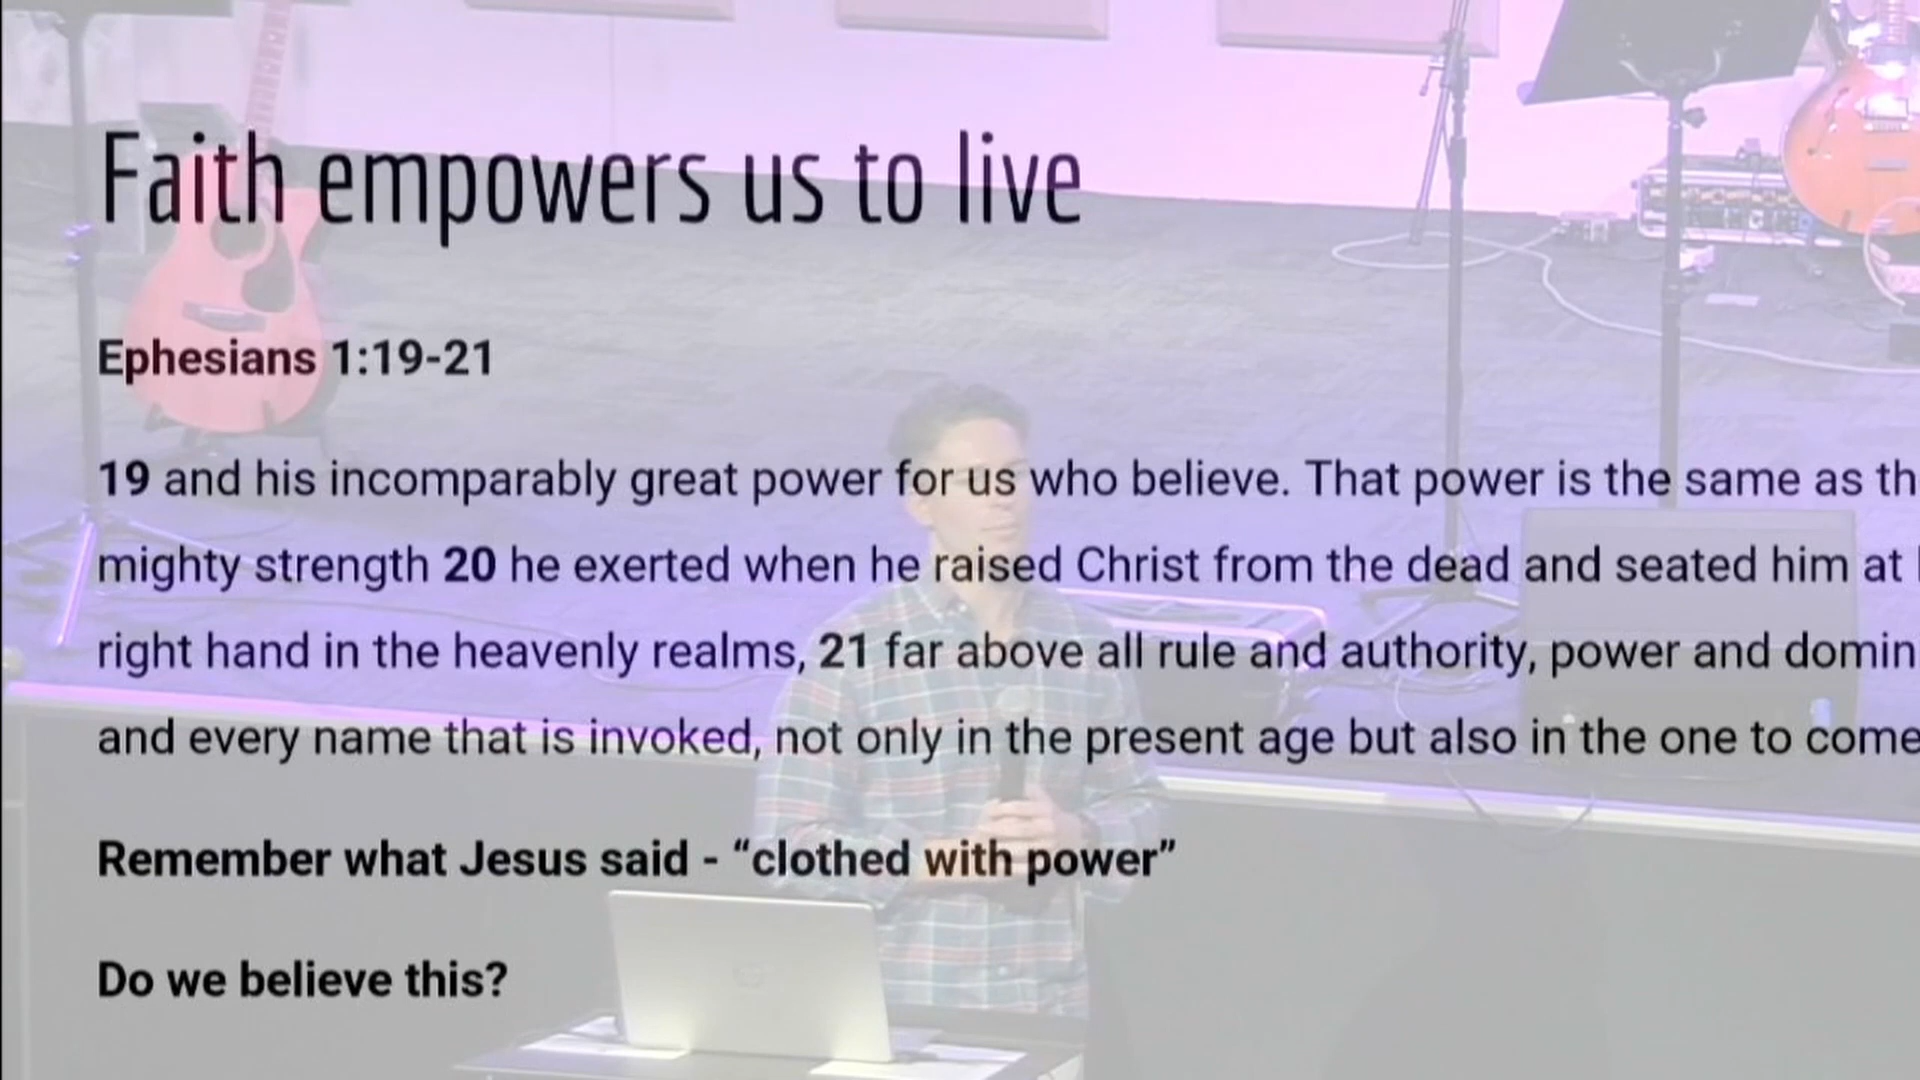 Faith empowers us to live
Ephesians 1:19-21
19 and his incomparably great power for us who believe. That power is the same as th
mighty strength 20 he exerted when he raised Christ from the dead and seated him at
right hand in the heavenly realms, 21 far above all rule and authority, power and domin
and every name that is invoked, not only in the present age but also in the one to come
Remember what Jesus said - “clothed with power”
Do we believe this?